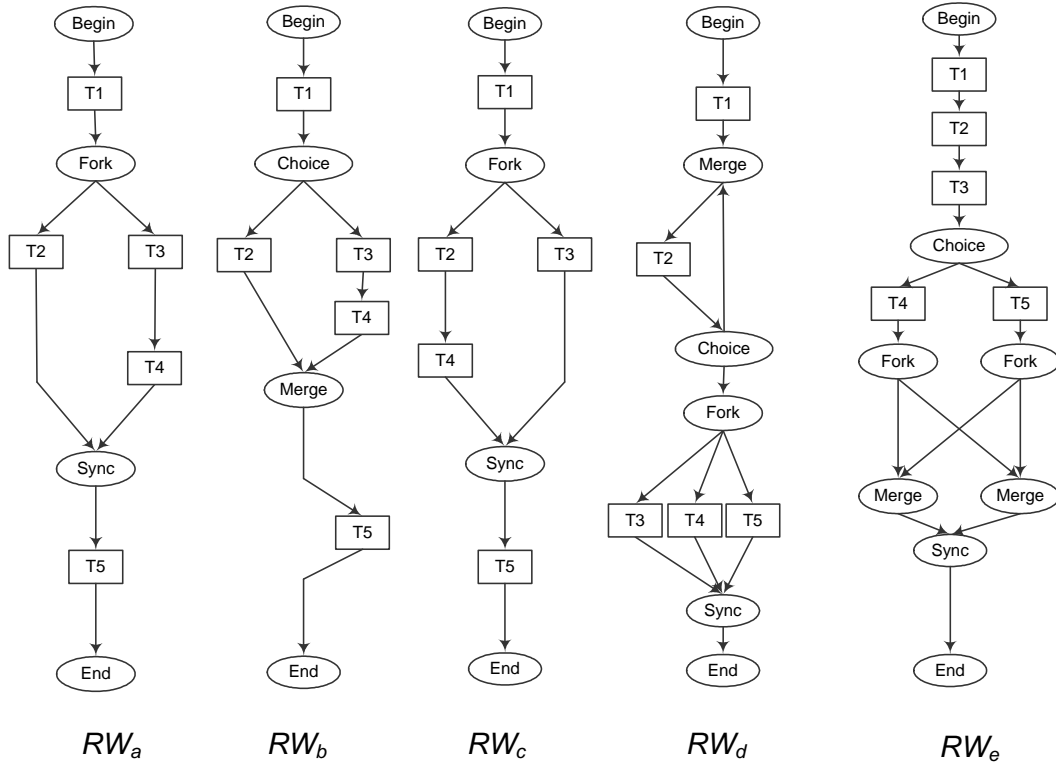 Begin
T1
Fork
T2
T3
T4
Sync
T5
End
RWa
Begin
T1
Choice
T2
T3
T4
Merge
T5
End
RWb
Begin
T1
Fork
T2
T3
T4
Sync
T5
End
RWc
Begin
T1
Merge
T2
Choice
Fork
T3
T4
T5
Sync
End
RWd
Begin
T1
T2
T3
Choice
T4
T5
Fork
Fork
Merge
Merge
Sync
End
RWe